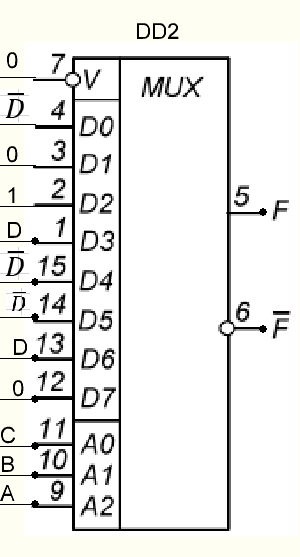 DD2
0 7 V MUX
D̅ 4 D0
0 3 D1
1 2 D2 5 F
D 1 D3
D̅ 15 D4
D̅ 14 D5 6 F̅
D 13 D6
0 12 D7
C 11 A0
B 10 A1
A 9 A2